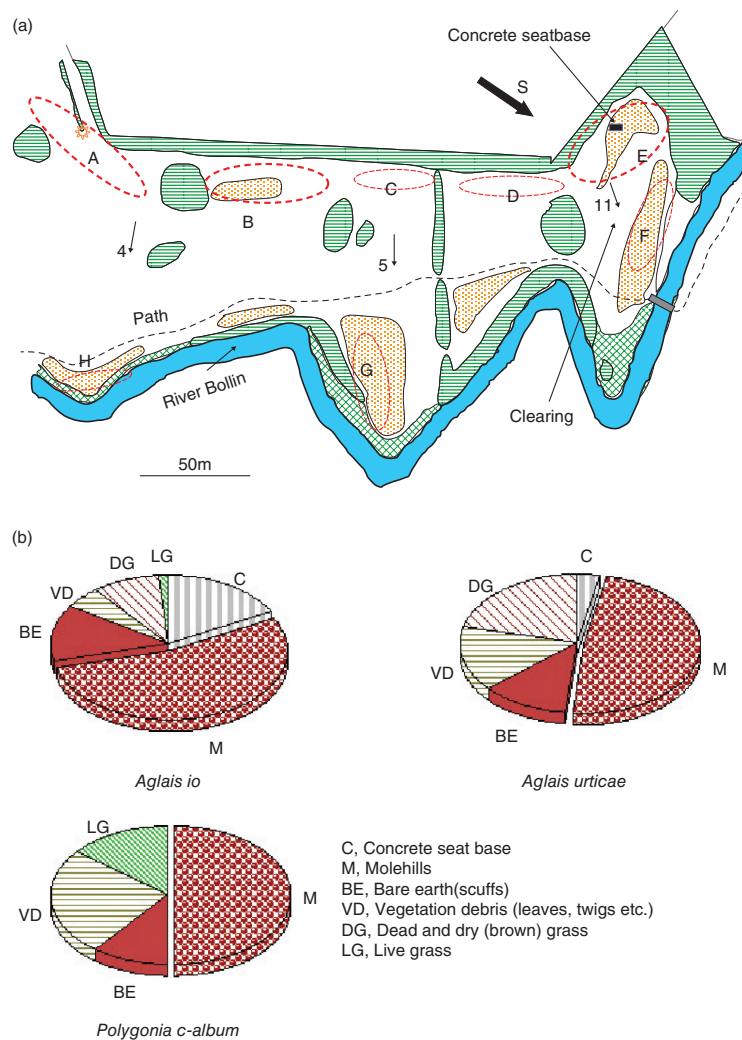 (a)
Concrete seatbase
S
A
B
C
D
E
11
F
4
5
Path
H
G
River Bollin
Clearing
50m
(b)
DG
LG
C
VD
BE
M
Aglais io
C
DG
VD
M
BE
Aglais urticae
LG
VD
M
BE
Polygonia c-album
C, Concrete seat base
M, Molehills
BE, Bare earth(scuffs)
VD, Vegetation debris (leaves, twigs etc.)
DG, Dead and dry (brown) grass
LG, Live grass